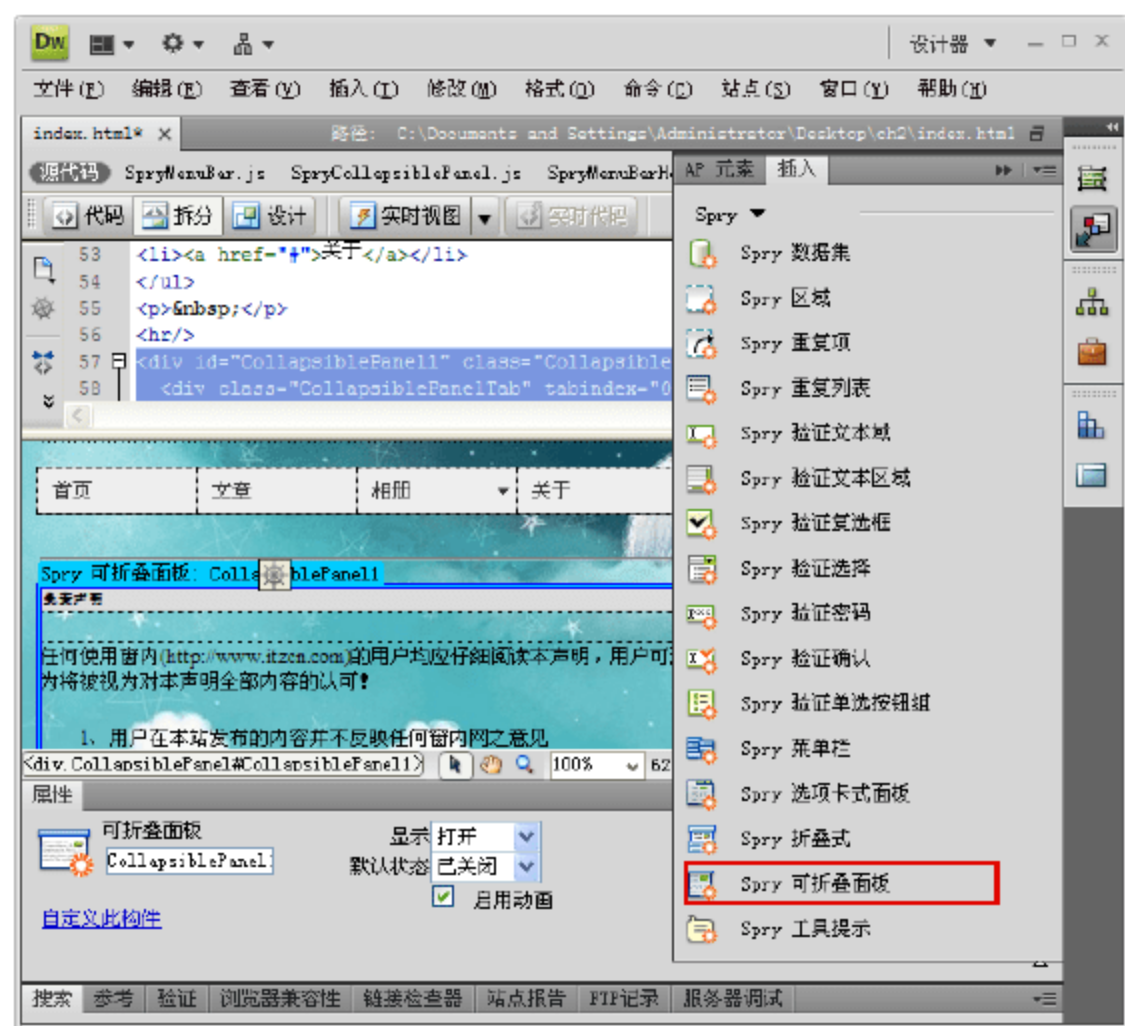 Dw
设计器
文件(F) 编辑(E) 查看(V) 插入(I) 修改(M) 格式(O) 命令(C) 站点(S) 窗口(W) 帮助(H)
index.html* 路径: C:\Documents and Settings\Administrator\Desktop\ch2\index.html
源代码 SpryMenuBar.js SpryCollapsiblePanel.js SpryMenuBarH
代码 拆分 设计 实时视图 实时代码
53 <li><a href="#">关于</a></li>
54 </ul>
55 <p>&nbsp;</p>
56 <hr/>
57 <div id="CollapsiblePanel1" class="Collapsible
58 <div class="CollapsiblePanelTab" tabindex="0
首页 文章 相册 关于
Spry 可折叠面板: Colla blePanel1
免责声明
任何使用窗内(http://www.itzcn.com)的用户均应仔细阅读本声明，用户可
为将被视为对本声明全部内容的认可!
1、用户在本站发布的内容并不反映任何窗内网之意见
<div.CollapsiblePanel#CollapsiblePanel1> 100% 62
属性
可折叠面板
CollapsiblePanel
显示 打开
默认状态 已关闭
启用动画
自定义此构件
搜索 参考 验证 浏览器兼容性 链接检查器 站点报告 FTP记录 服务器调试
AP 元素 插入
Spry
Spry 数据集
Spry 区域
Spry 重复项
Spry 重复列表
Spry 验证文本域
Spry 验证文本区域
Spry 验证复选框
Spry 验证选择
Spry 验证密码
Spry 验证确认
Spry 验证单选按钮组
Spry 菜单栏
Spry 选项卡式面板
Spry 折叠式
Spry 可折叠面板
Spry 工具提示